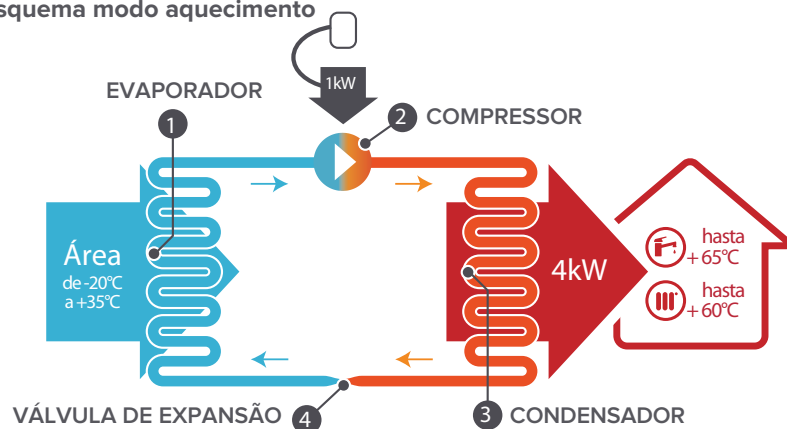 squema modo aquecimento
1kW
EVAPORADOR
1
2 COMPRESSOR
Área
de -20°C
a +35°C
4kW
hasta
+65°C
hasta
+60°C
VÁLVULA DE EXPANSÃO 4
3 CONDENSADOR